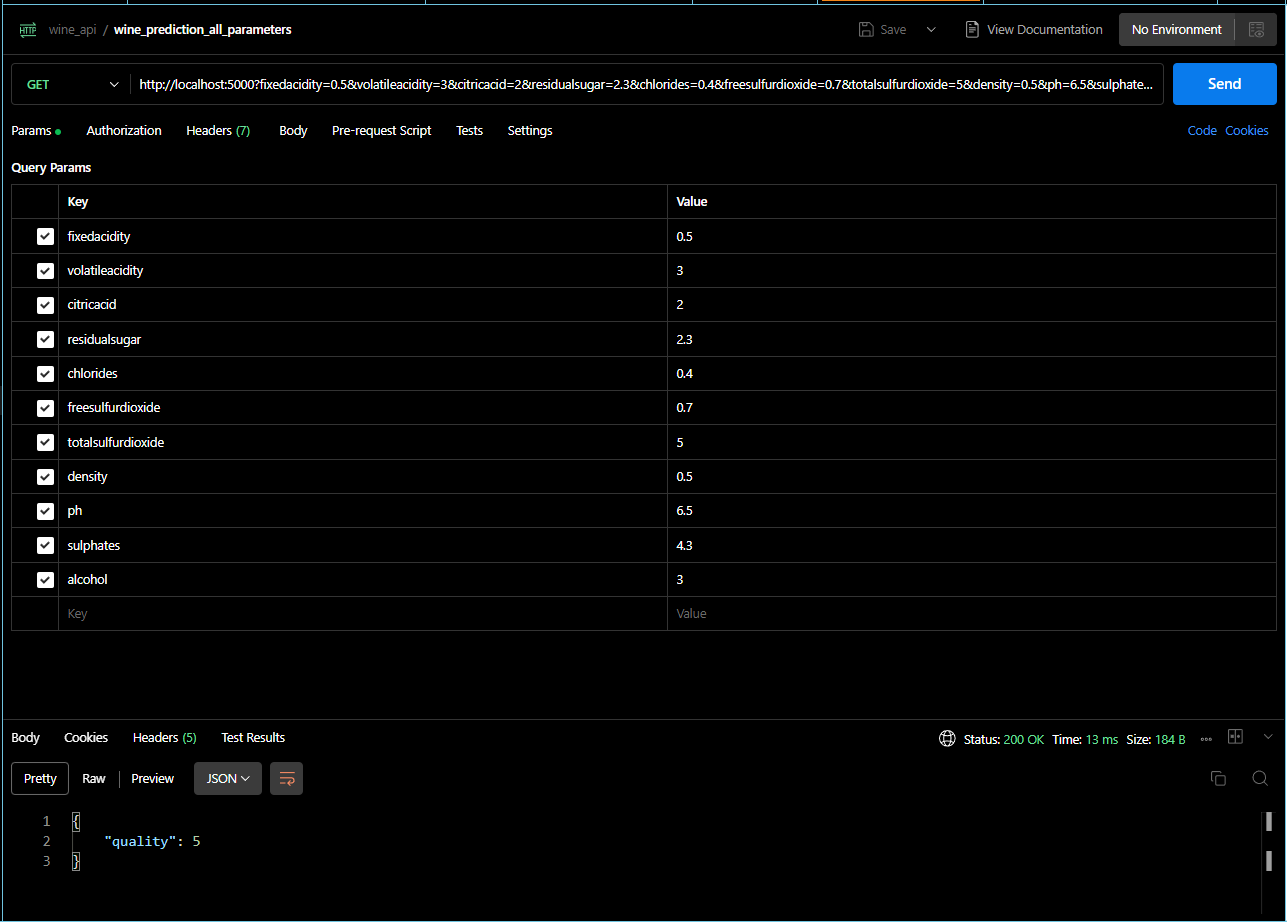 HTTP wine_api / wine_prediction_all_parameters Save View Documentation No Environment
GET http://localhost:5000?fixedacidity=0.5&volatileacidity=3&citricacid=2&residualsugar=2.3&chlorides=0.4&freesulfurdioxide=0.7&totalsulfurdioxide=5&density=0.5&ph=6.5&sulphate... Send
Params Authorization Headers (7) Body Pre-request Script Tests Settings Code Cookies
Query Params
Key Value
fixedacidity 0.5
volatileacidity 3
citricacid 2
residualsugar 2.3
chlorides 0.4
freesulfurdioxide 0.7
totalsulfurdioxide 5
density 0.5
ph 6.5
sulphates 4.3
alcohol 3
Key Value
Body Cookies Headers (5) Test Results Status: 200 OK Time: 13 ms Size: 184 B
Pretty Raw Preview JSON
1 {
2 "quality": 5
3 }